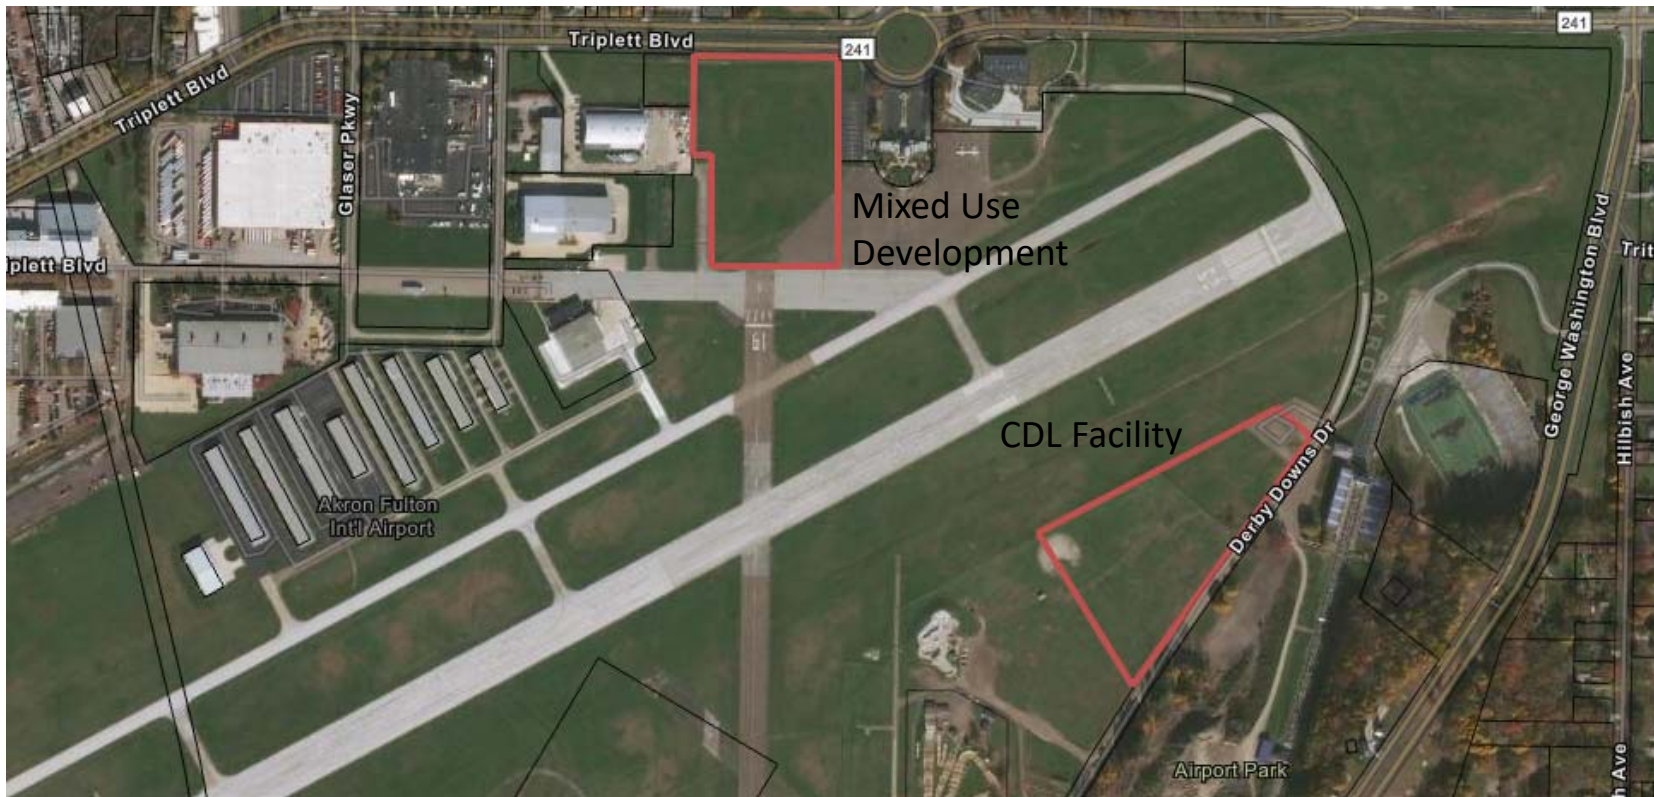 Triplett Blvd
241
241
Triplett Blvd
Glaser Pkwy
Mixed Use
Development
iplett Blvd
George Washington Blvd
Trit
AKRON
Hilbish Ave
CDL Facility
Derby Downs Dr
Akron Fulton
Int'l Airport
Airport Park
h Ave